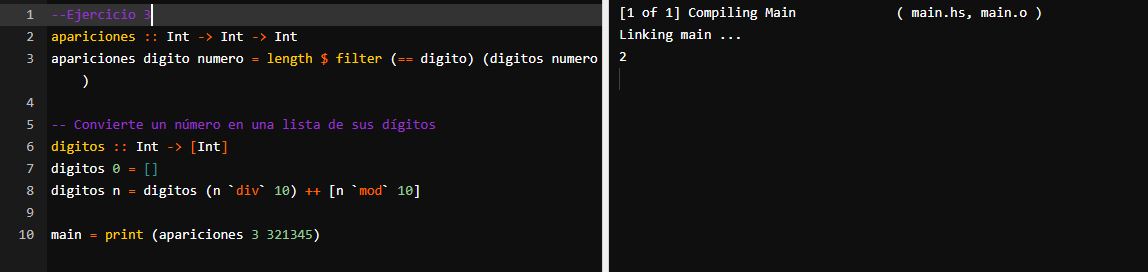 1 --Ejercicio 3
2 apariciones :: Int -> Int -> Int
3 apariciones digito numero = length $ filter (== digito) (digitos numero
)
4
5 -- Convierte un número en una lista de sus dígitos
6 digitos :: Int -> [Int]
7 digitos 0 = []
8 digitos n = digitos (n `div` 10) ++ [n `mod` 10]
9
10 main = print (apariciones 3 321345)
[1 of 1] Compiling Main ( main.hs, main.o )
Linking main ...
2